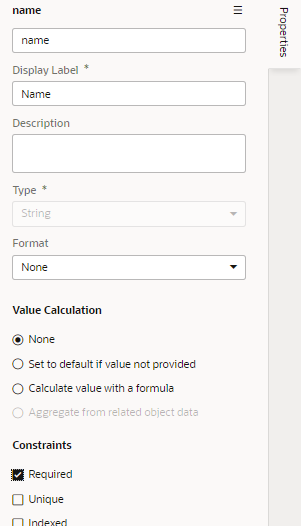 name
Properties
name
Display Label *
Name
Description
Type *
String
Format
None
Value Calculation
None
Set to default if value not provided
Calculate value with a formula
Aggregate from related object data
Constraints
Required
Unique
Indexed